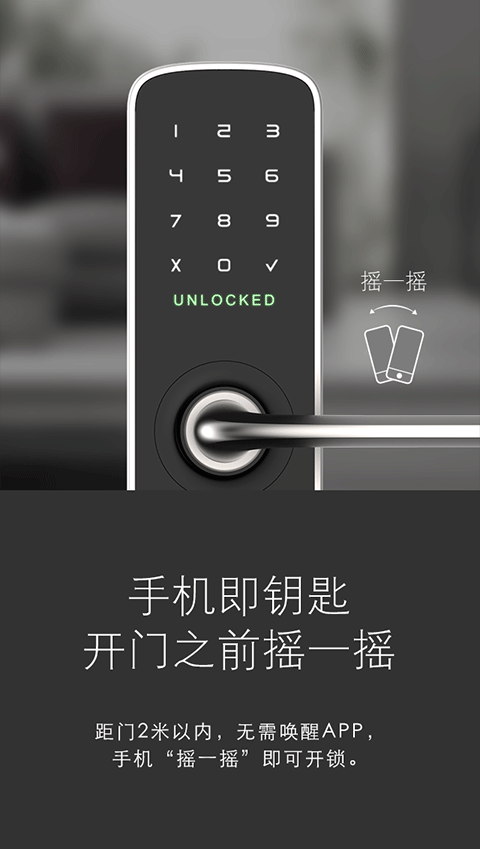 1 2 3
4 5 6
7 8 9
X 0 ✓
UNLOCKED
摇一摇
手机即钥匙
开门之前摇一摇
距门2米以内，无需唤醒APP，
手机“摇一摇”即可开锁。